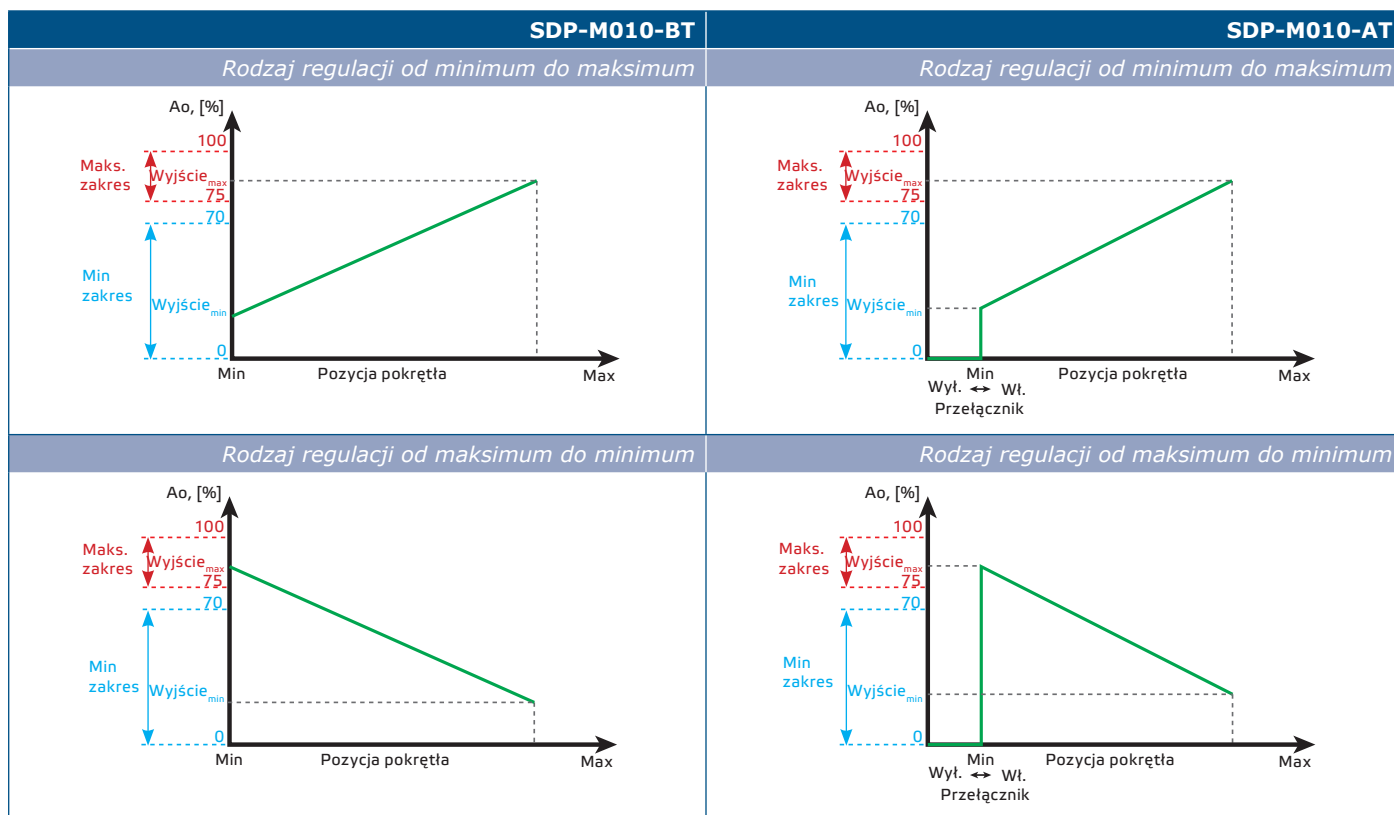 SDP-M010-BT
SDP-M010-AT
Rodzaj regulacji od minimum do maksimum
Rodzaj regulacji od minimum do maksimum
Ao, [%]
100
Maks.
zakres
Wyjście max
75
70
Min
zakres
Wyjście min
0
Min
Pozycja pokrętła
Max
Ao, [%]
100
Maks.
zakres
Wyjście max
75
70
Min
zakres
Wyjście min
0
Min
Pozycja pokrętła
Max
Wył. ↔ Wł.
Przełącznik
Rodzaj regulacji od maksimum do minimum
Rodzaj regulacji od maksimum do minimum
Ao, [%]
100
Maks.
zakres
Wyjście max
75
70
Min
zakres
Wyjście min
0
Min
Pozycja pokrętła
Max
Ao, [%]
100
Maks.
zakres
Wyjście max
75
70
Min
zakres
Wyjście min
0
Min
Pozycja pokrętła
Max
Wył. ↔ Wł.
Przełącznik